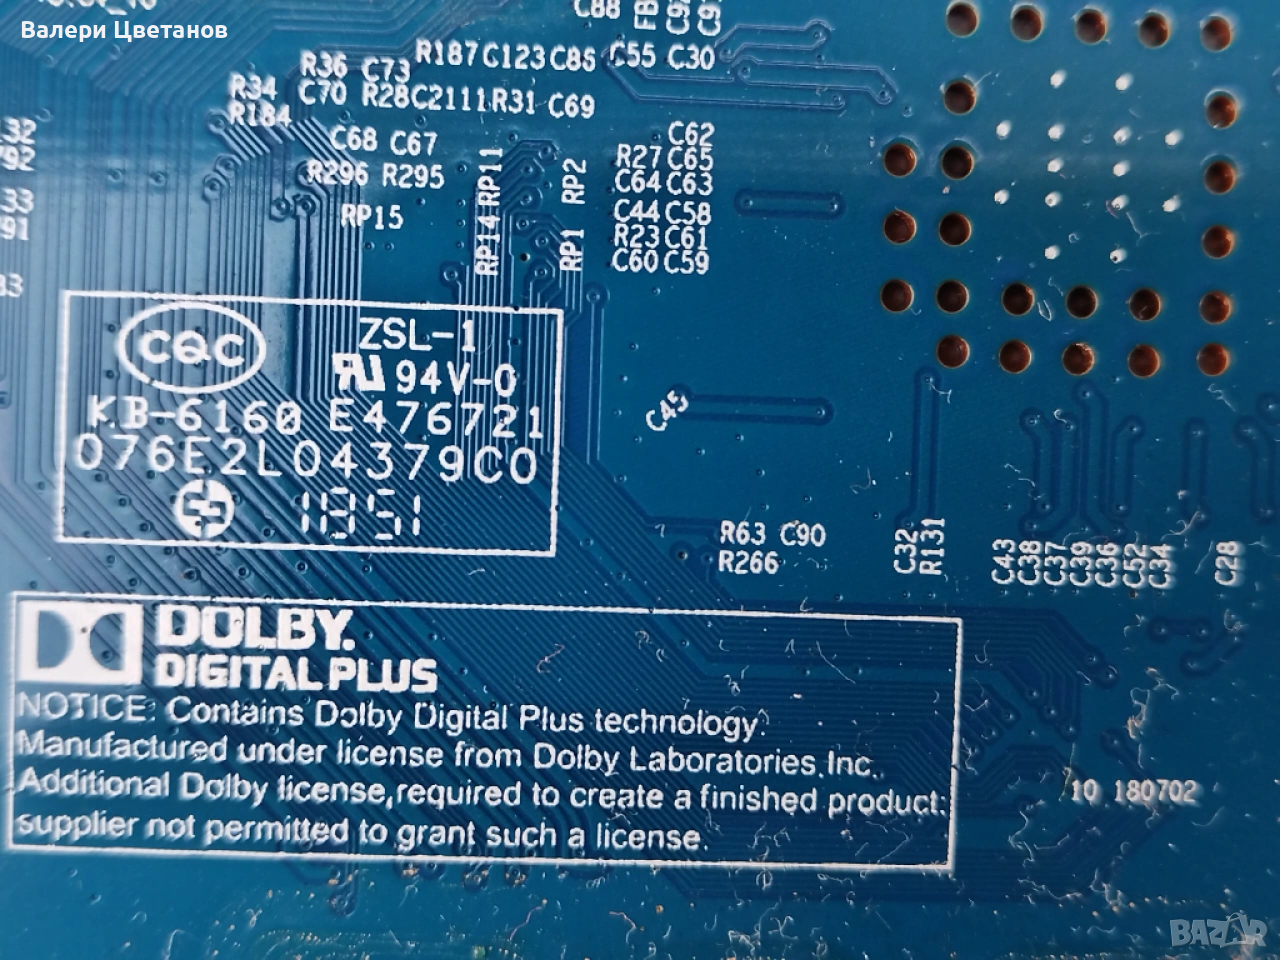 Валери Цветанов
C88
R187 C123 C86 C55 C30
R36 C73
R34 C70 R28 C2111 R31 C69
R184
C68 C67
R296 R295
RP15
RP11
RP14
RP2
RP1
C62
R27 C65
C64 C63
C44 C58
R23 C61
C60 C59
CQC
ZSL-1
94V-0
KB-6160 E476721
076E2L04379C0
1851
C45
R63 C90
R266
C32
R131
C43
C38
C37
C39
C36
C52
C34
C28
DOLBY.
DIGITAL PLUS
NOTICE: Contains Dolby Digital Plus technology.
Manufactured under license from Dolby Laboratories,Inc.
Additional Dolby license,required to create a finished product:
supplier not permitted to grant such a license.
10 180702
BAZAR